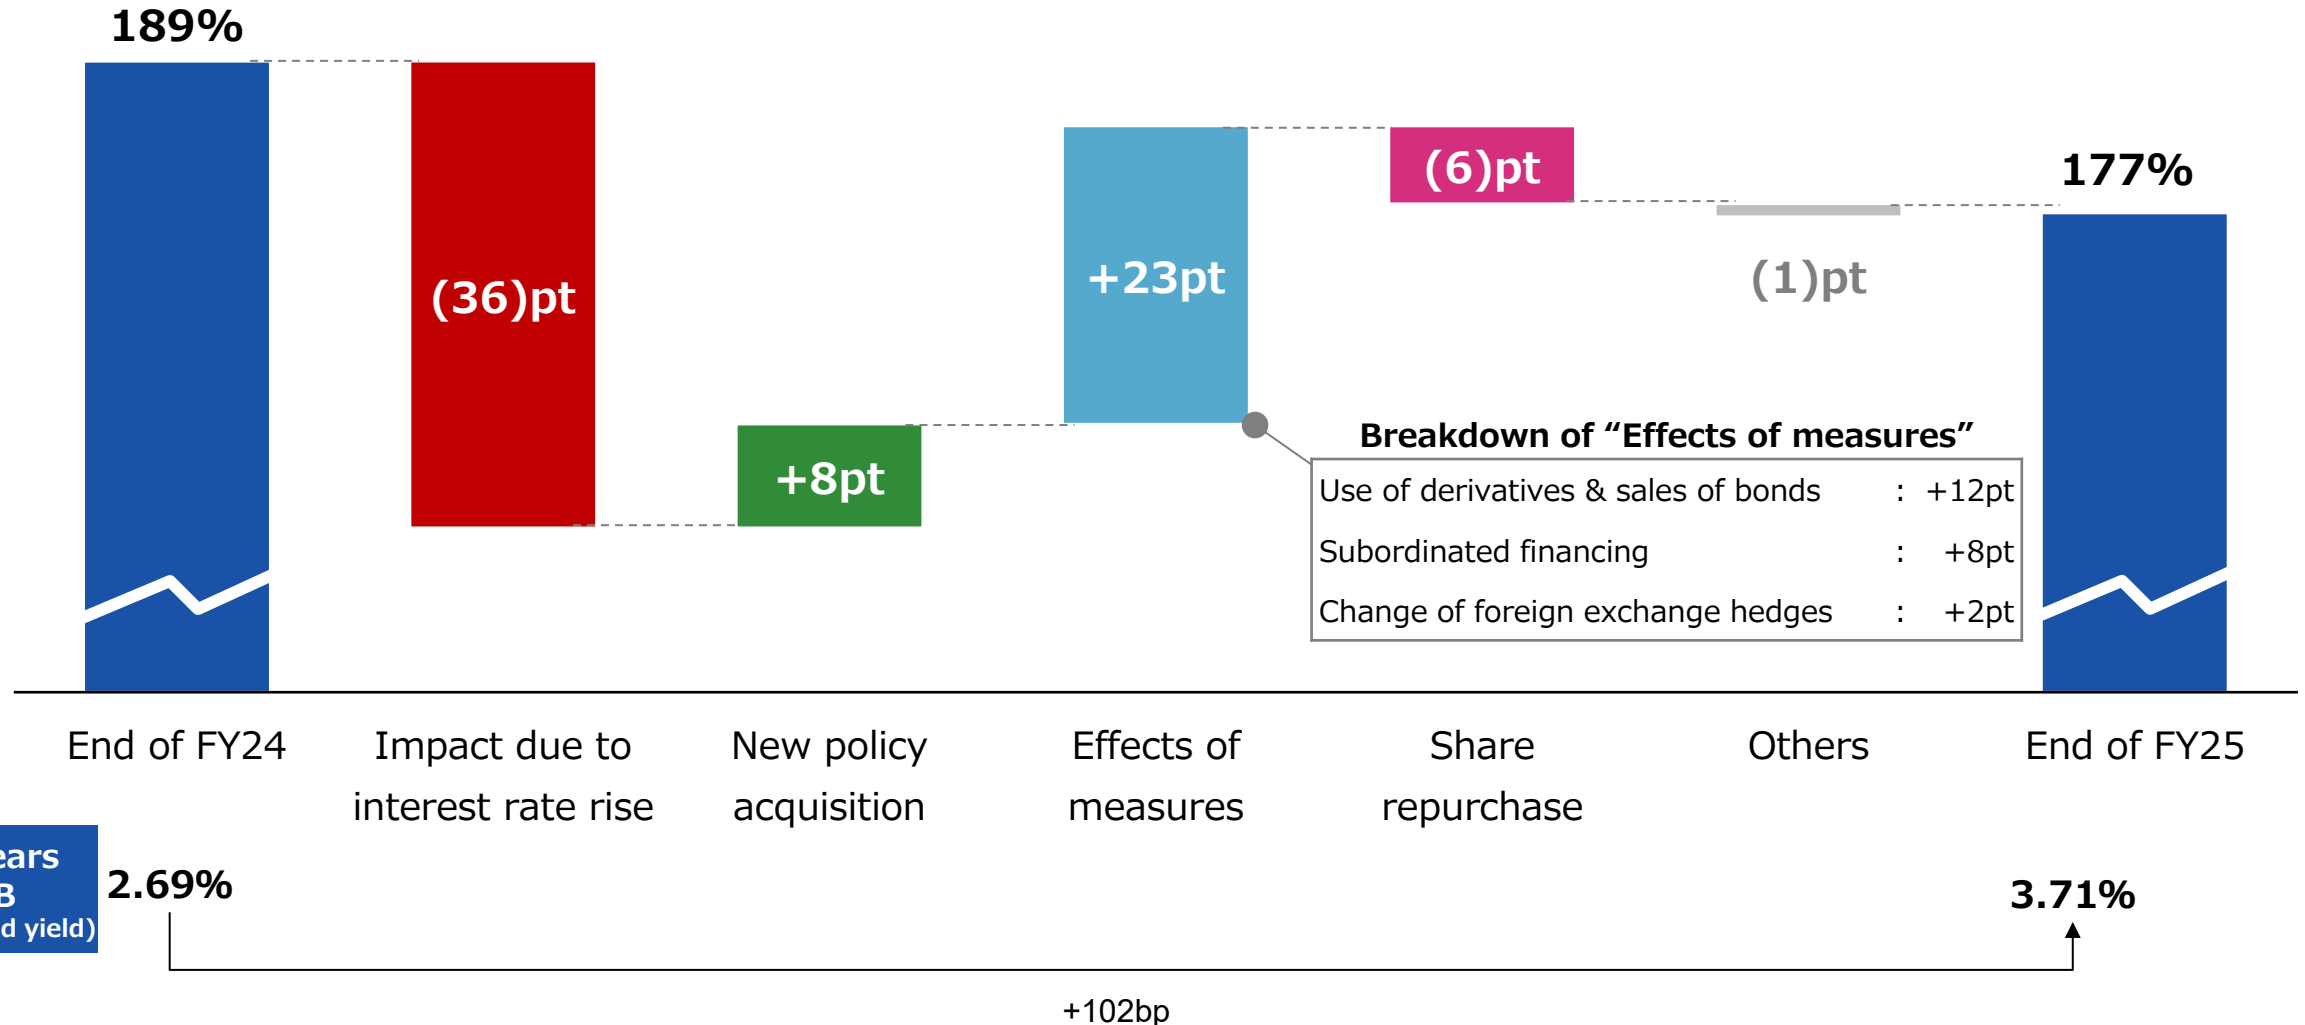 189%
177%
(36)pt
+8pt
+23pt
(6)pt
(1)pt
Breakdown of “Effects of measures”
Use of derivatives & sales of bonds : +12pt
Subordinated financing : +8pt
Change of foreign exchange hedges : +2pt
End of FY24
Impact due to
interest rate rise
New policy
acquisition
Effects of
measures
Share
repurchase
Others
End of FY25
yield)
2.69%
3.71%
+102bp